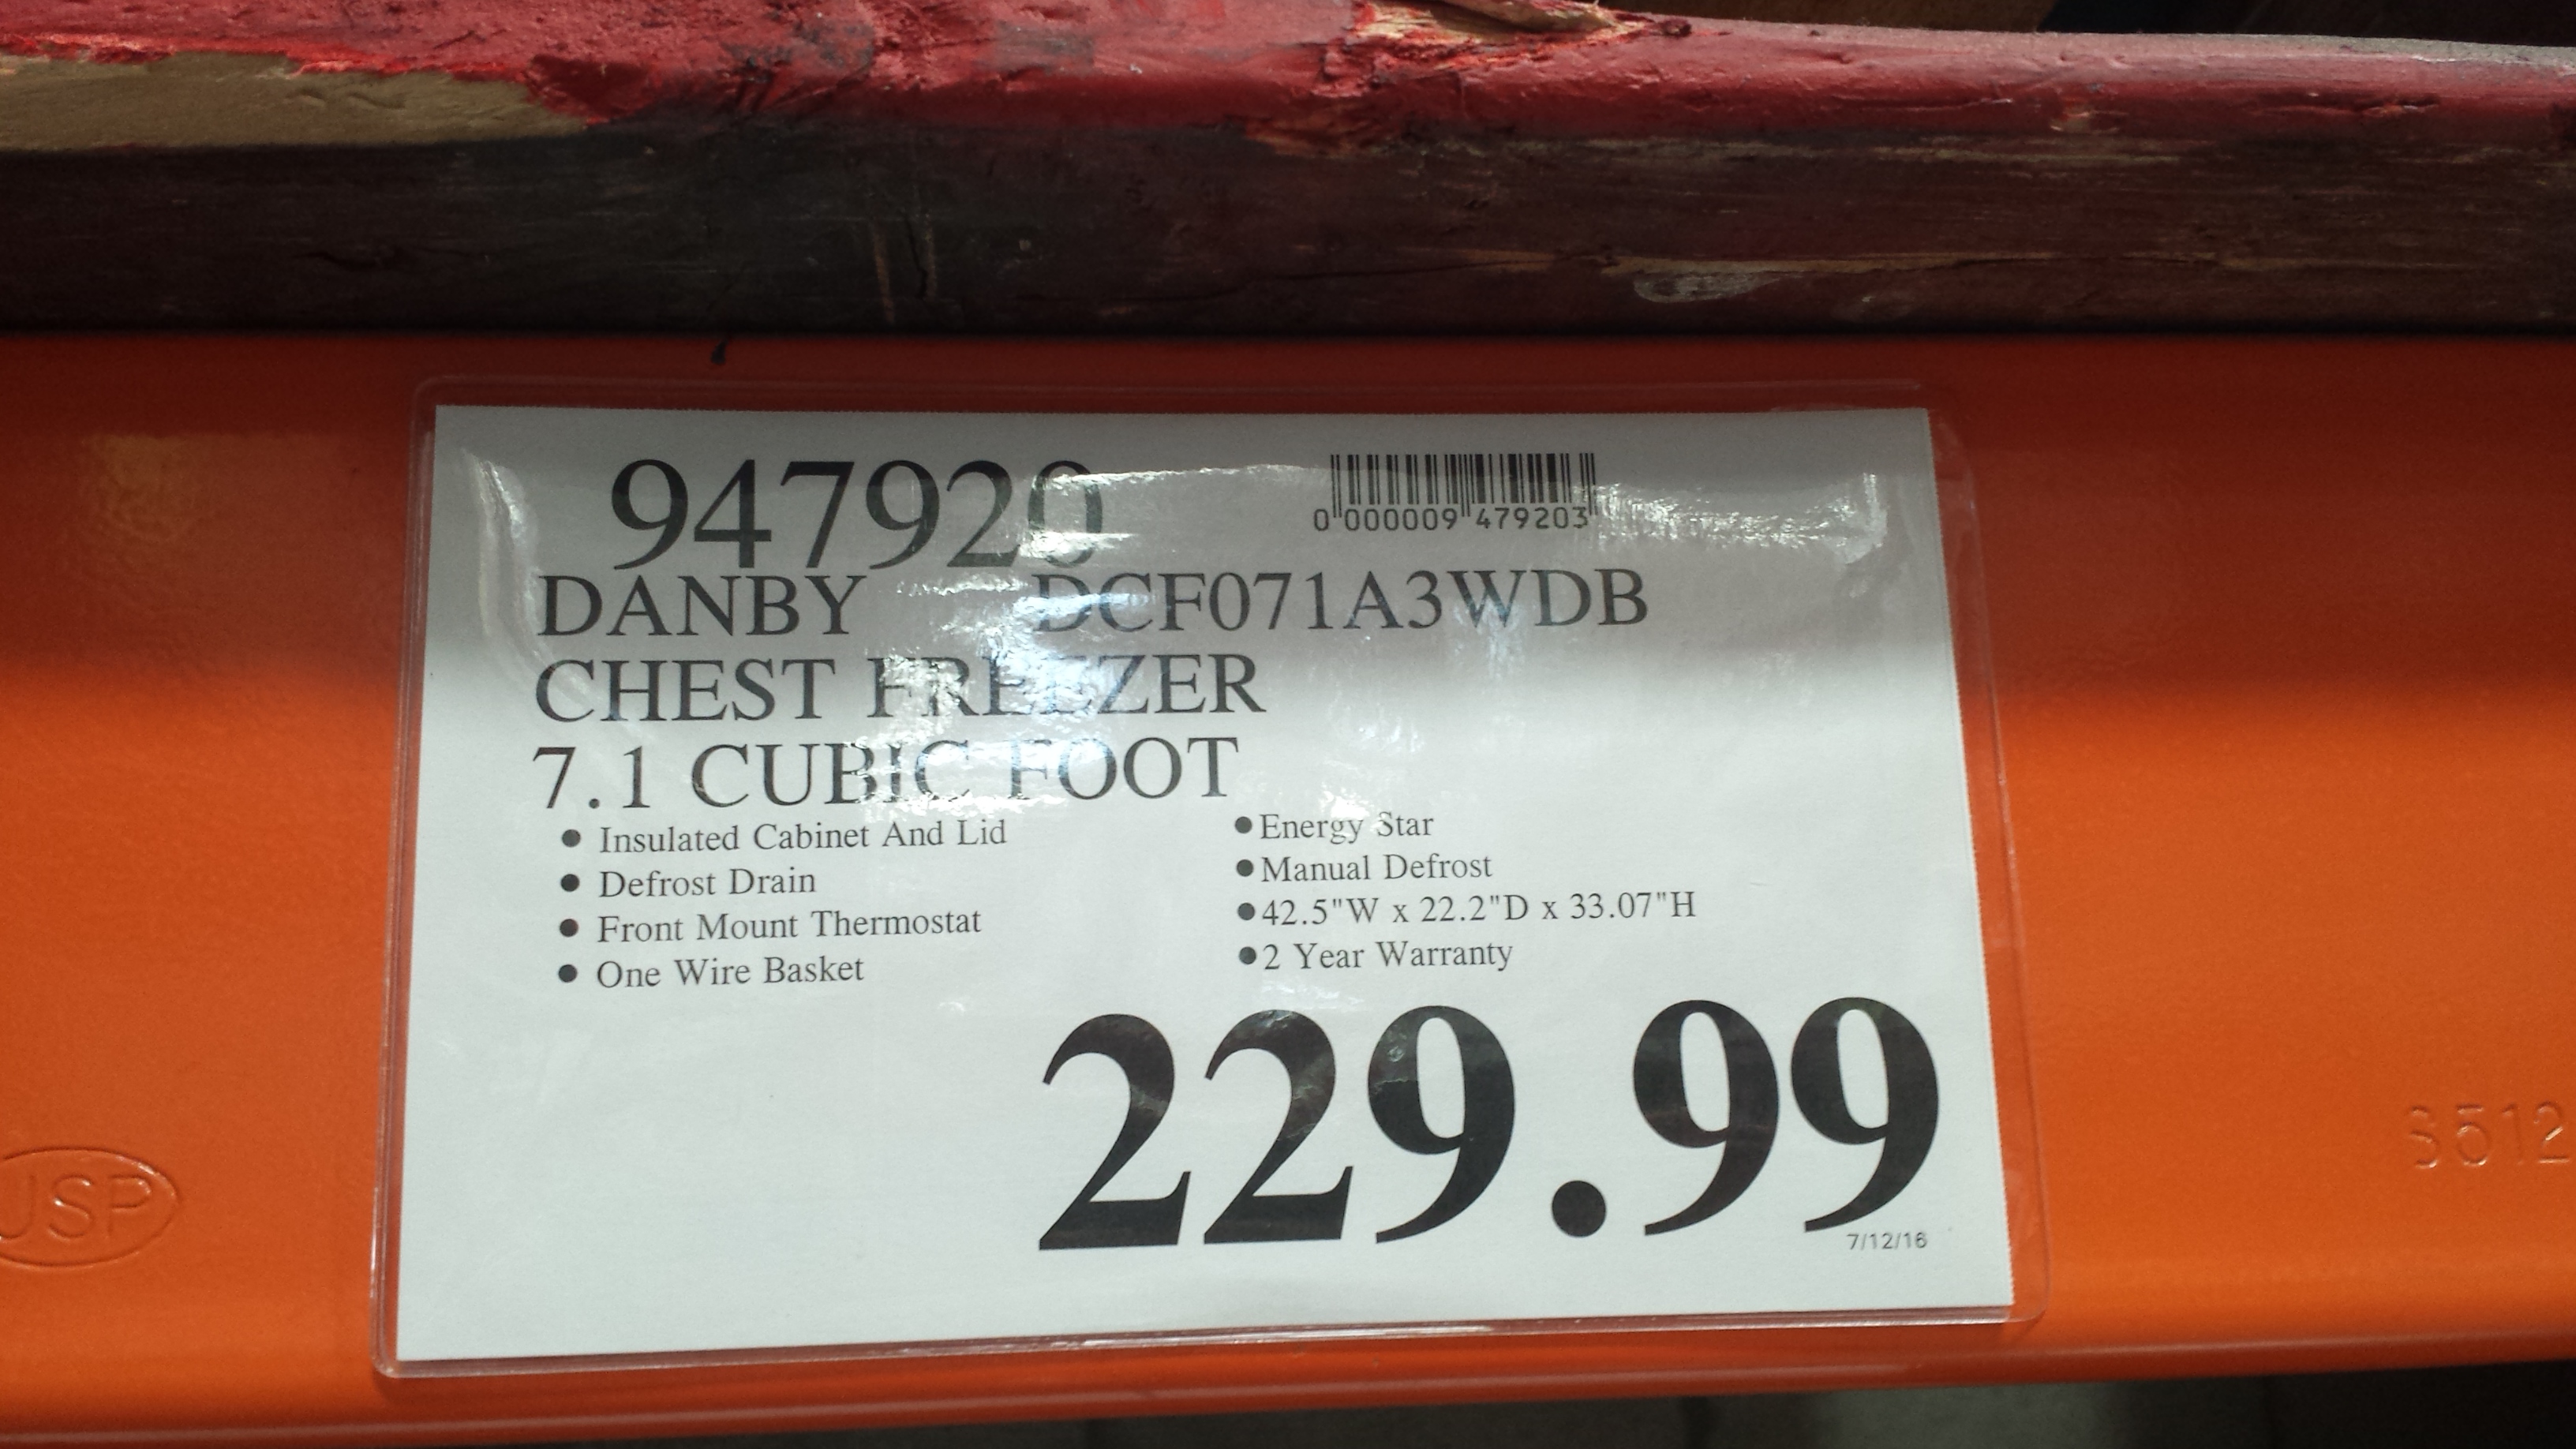 947920
0 000009 479203
DANBY DCF071A3WDB
CHEST FREEZER
7.1 CUBIC FOOT
• Insulated Cabinet And Lid
• Defrost Drain
• Front Mount Thermostat
• One Wire Basket
• Energy Star
• Manual Defrost
• 42.5"W x 22.2"D x 33.07"H
• 2 Year Warranty
229.99
7/12/16
USP